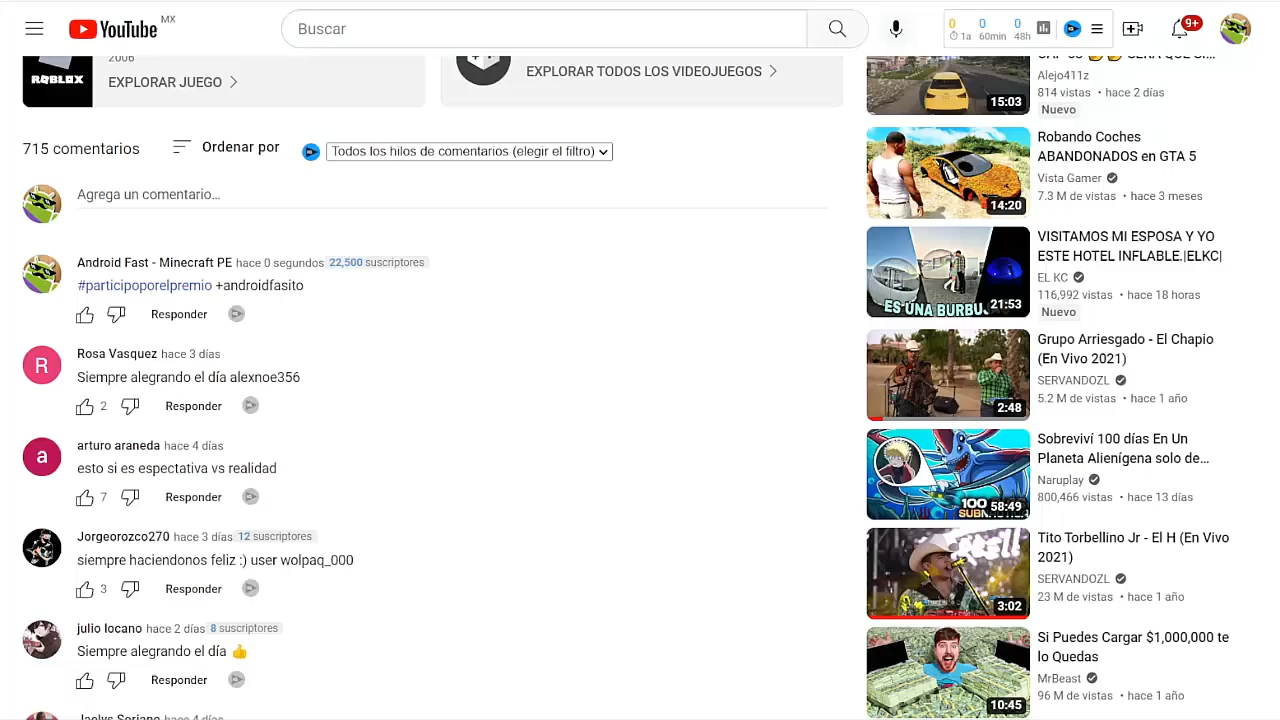 YouTube MX
Buscar
0 0 0
1a 60min 48h
9+
ROBLOX
2006
EXPLORAR JUEGO
EXPLORAR TODOS LOS VIDEOJUEGOS
715 comentarios
Ordenar por
Todos los hilos de comentarios (elegir el filtro)
Agrega un comentario...
Android Fast - Minecraft PE hace 0 segundos 22,500 suscriptores
#participoporelpremio +androidfasito
Responder
R
Rosa Vasquez hace 3 días
Siempre alegrando el día alexnoe356
2 Responder
a
arturo araneda hace 4 días
esto si es espectativa vs realidad
7 Responder
Jorgeorozco270 hace 3 días 12 suscriptores
siempre haciendonos feliz :) user wolpaq_000
3 Responder
julio locano hace 2 días 8 suscriptores
Siempre alegrando el día 👍
Responder
15:03
Alejo411z
814 vistas • hace 2 días
Nuevo
14:20
Robando Coches
ABANDONADOS en GTA 5
Vista Gamer
7.3 M de vistas • hace 3 meses
ES UNA BURBUJ
21:53
VISITAMOS MI ESPOSA Y YO
ESTE HOTEL INFLABLE.|ELKC|
EL KC
116,992 vistas • hace 18 horas
Nuevo
2:48
Grupo Arriesgado - El Chapio
(En Vivo 2021)
SERVANDOZL
5.2 M de vistas • hace 1 año
100
58:49
Sobreviví 100 días En Un
Planeta Alienígena solo de...
Naruplay
800,466 vistas • hace 13 días
3:02
Tito Torbellino Jr - El H (En Vivo
2021)
SERVANDOZL
23 M de vistas • hace 1 año
10:45
Si Puedes Cargar $1,000,000 te
lo Quedas
MrBeast
96 M de vistas • hace 1 año